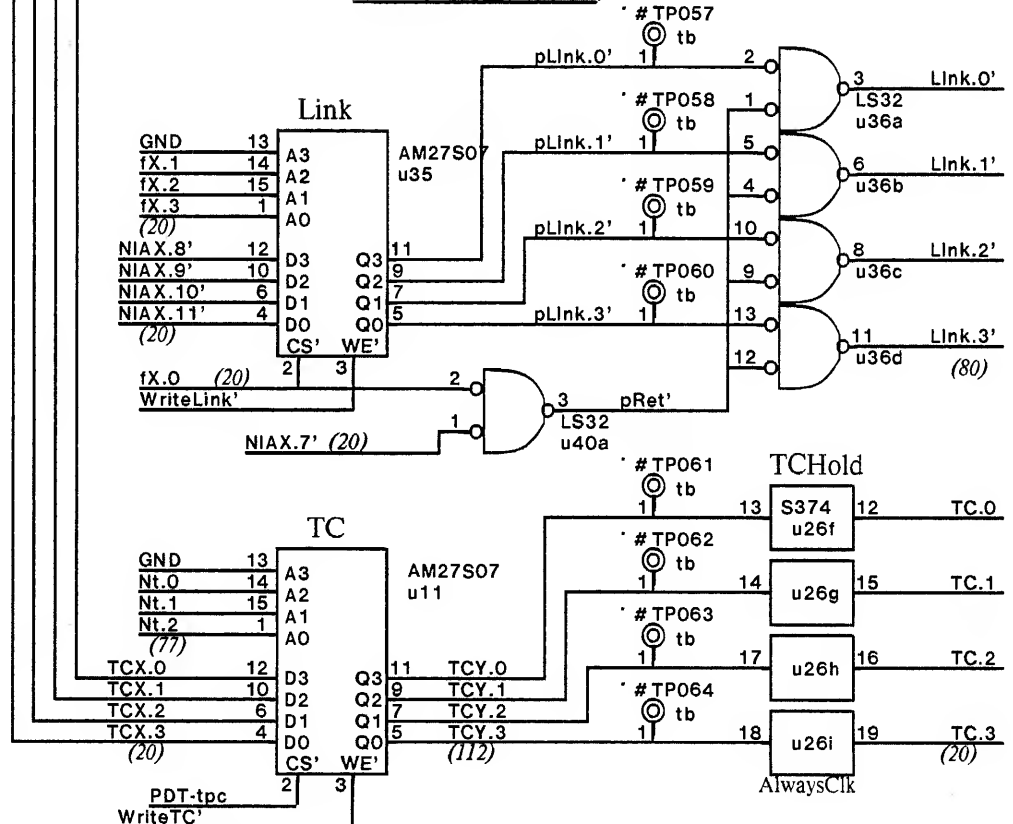 # TP057
tb
pLink.0' 1 2 3 Link.0'
LS32
u36a
1
Link
# TP058
tb
AM27S07
u35
pLink.1' 1 5 6 Link.1'
u36b
4
GND 13 A3
fX.1 14 A2
fX.2 15 A1
fX.3 1 A0
(20)
# TP059
tb
pLink.2' 1 10 8 Link.2'
u36c
9
NIAX.8' 12 D3 Q3 11
NIAX.9' 10 D2 Q2 9
NIAX.10' 6 D1 Q1 7
NIAX.11' 4 D0 Q0 5
(20)
# TP060
tb
pLink.3' 1 13 11 Link.3'
u36d
(80)
12
CS' WE'
2 3
fX.0 (20) 2
WriteLink'
3 pRet'
LS32
u40a
1
NIAX.7' (20)
# TP061
tb
TCHold
1 13 S374 12 TC.0
u26f
TC
AM27S07
u11
# TP062
tb
1 14 u26g 15 TC.1
GND 13 A3
Nt.0 14 A2
Nt.1 15 A1
Nt.2 1 A0
(77)
# TP063
tb
1 17 u26h 16 TC.2
TCX.0 12 D3 Q3 11 TCY.0
TCX.1 10 D2 Q2 9 TCY.1
TCX.2 6 D1 Q1 7 TCY.2
TCX.3 4 D0 Q0 5 TCY.3
(20) (112)
# TP064
tb
1 18 u26i 19 TC.3
(20)
AlwaysClk
CS' WE'
2 3
PDT-tpc
WriteTC'